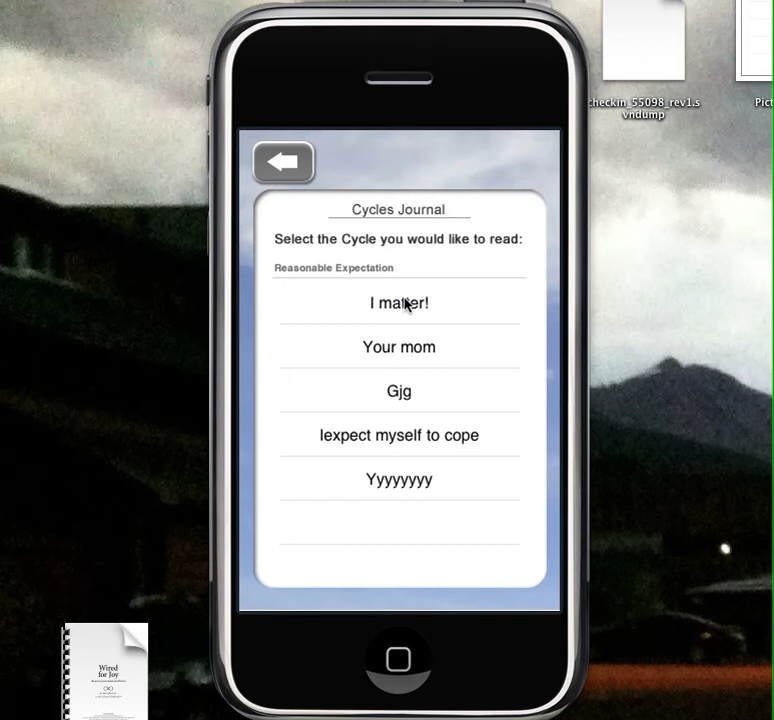 checkin_55098_rev1.s
vndump
Pict
Cycles Journal
Select the Cycle you would like to read:
Reasonable Expectation
I matter!
Your mom
Gjg
Iexpect myself to cope
Yyyyyyyy
Wired
for Joy